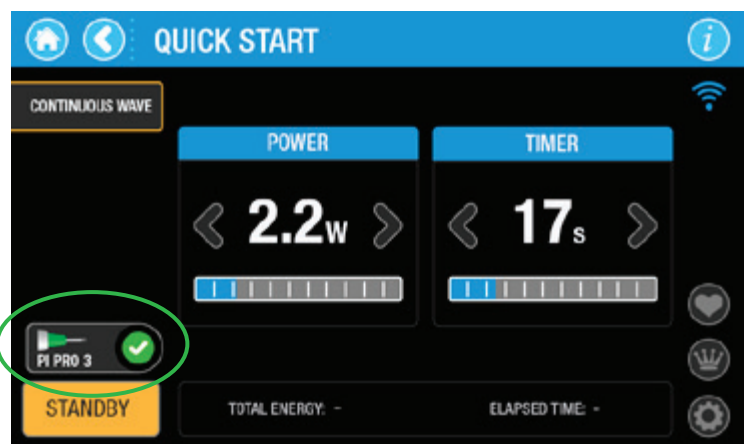 QUICK START
i
CONTINUOUS WAVE
POWER
TIMER
2.2W
17s
PI PRO 3
STANDBY
TOTAL ENERGY: -
ELAPSED TIME: -